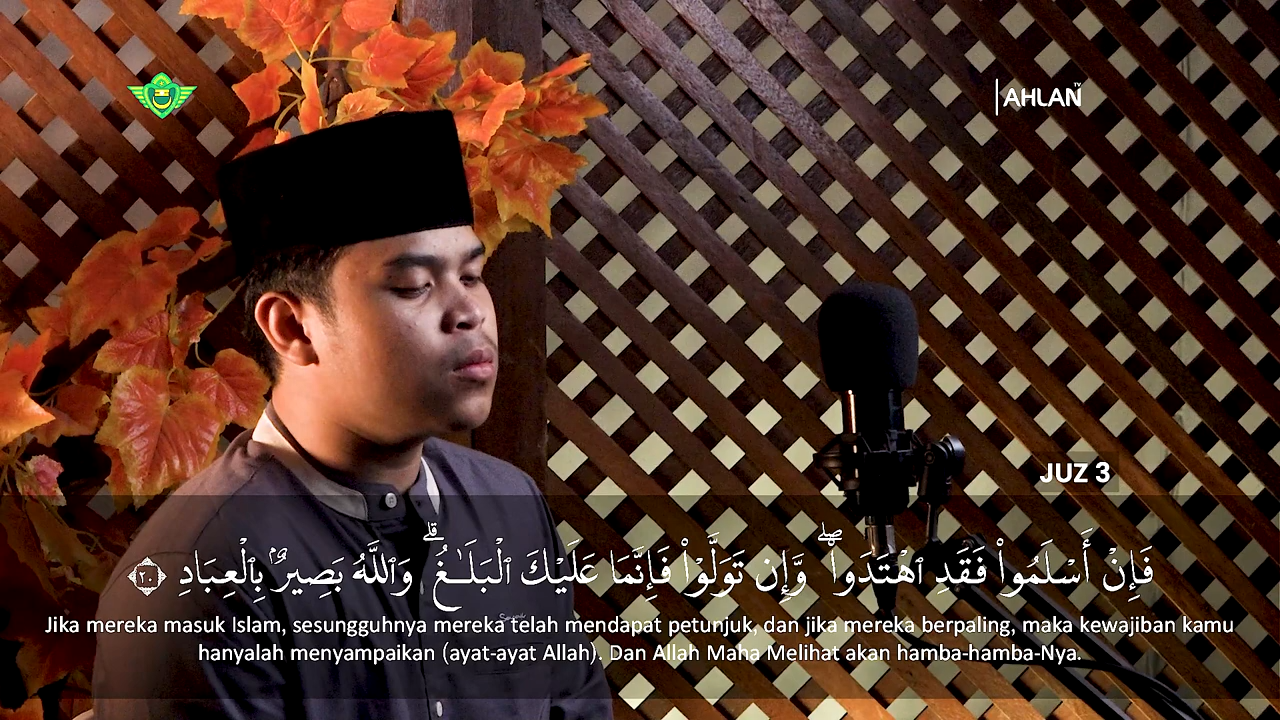 AHLAN
JUZ 3
فَإِنْ أَسْلَمُوا۟ فَقَدِ ٱهْتَدَوا۟ ۖ وَّإِن تَوَلَّوْا۟ فَإِنَّمَا عَلَيْكَ ٱلْبَلَـٰغُ ۗ وَٱللَّهُ بَصِيرٌۢ بِٱلْعِبَادِ ٢٠
Jika mereka masuk Islam, sesungguhnya mereka telah mendapat petunjuk, dan jika mereka berpaling, maka kewajiban kamu
hanyalah menyampaikan (ayat-ayat Allah). Dan Allah Maha Melihat akan hamba-hamba-Nya.